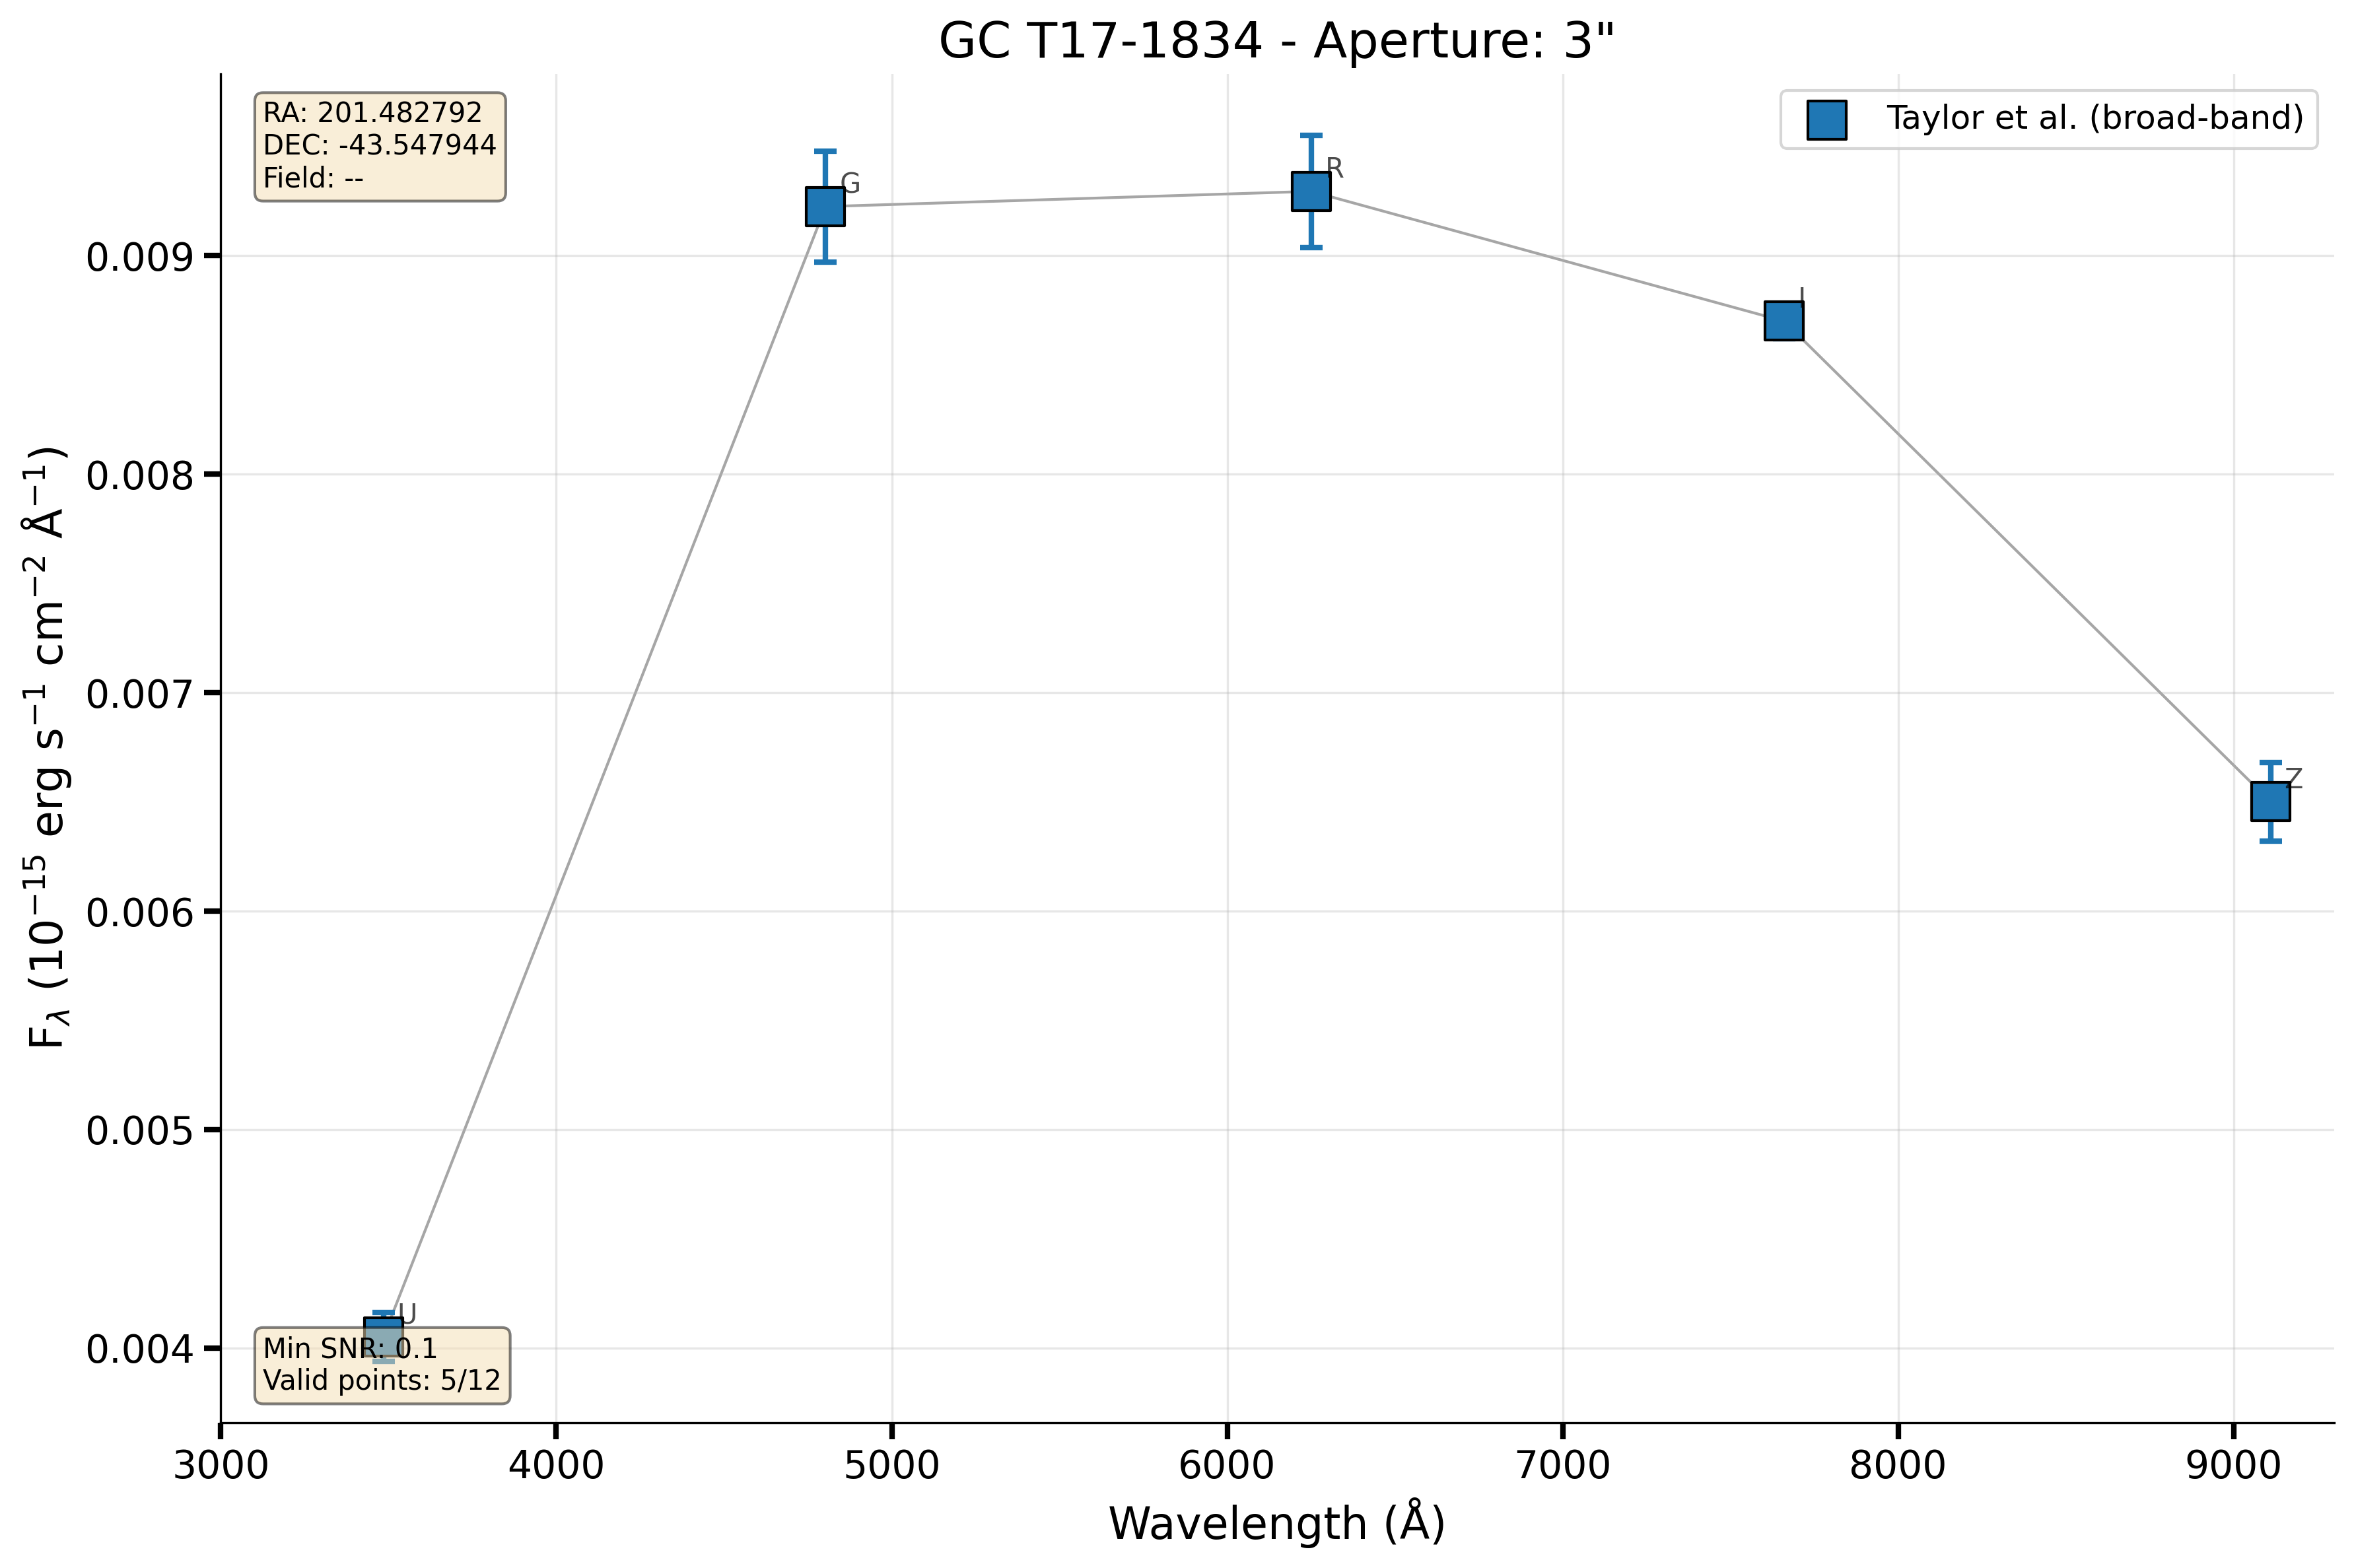 GC T17-1834 - Aperture: 3"
RA: 201.482792
DEC: -43.547944
Field: --
Taylor et al. (broad-band)
G
R
I
Z
U
Min SNR: 0.1
Valid points: 5/12
0.009
0.008
0.007
0.006
0.005
0.004
F_λ (10⁻¹⁵ erg s⁻¹ cm⁻² Å⁻¹)
3000 4000 5000 6000 7000 8000 9000
Wavelength (Å)